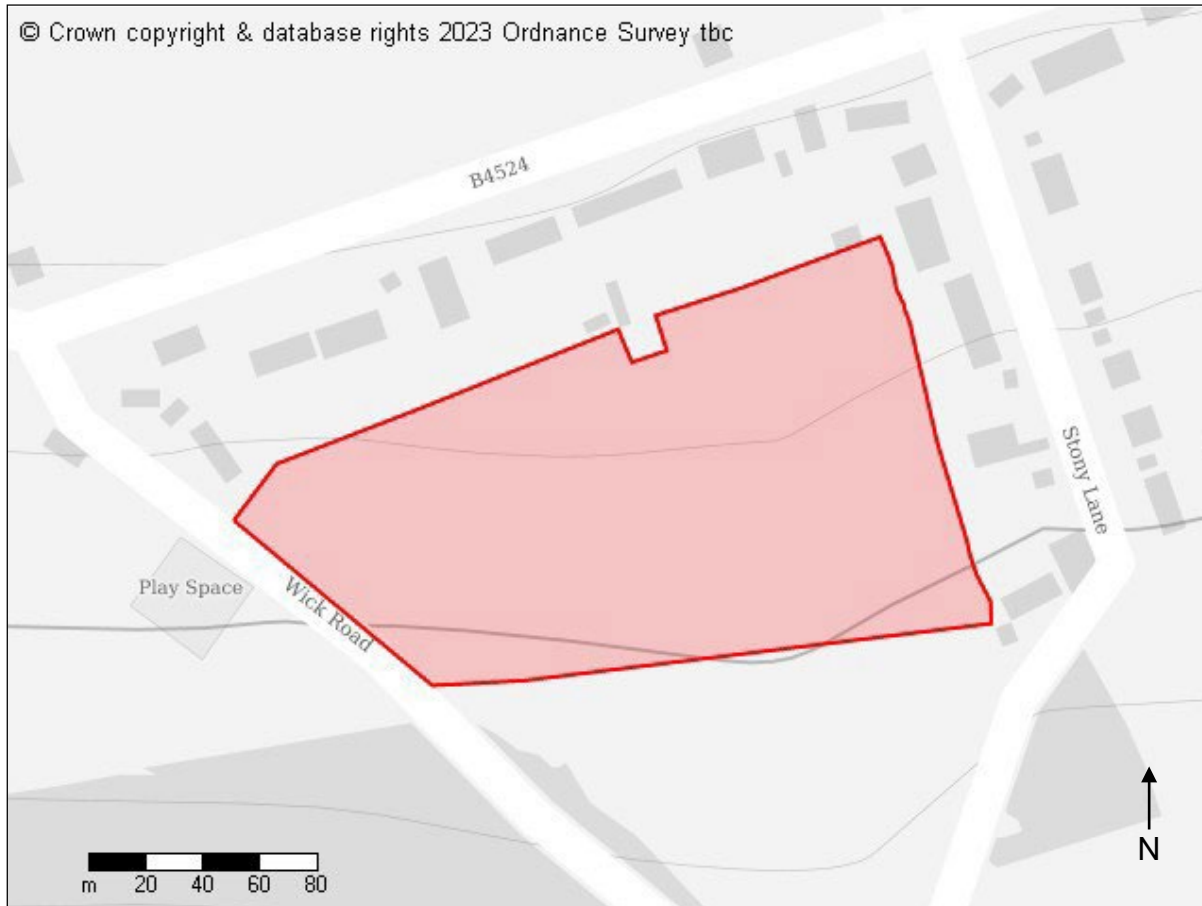 © Crown copyright & database rights 2023 Ordnance Survey tbc
B4524
Stony Lane
Play Space
Wick Road
m 20 40 60 80
N